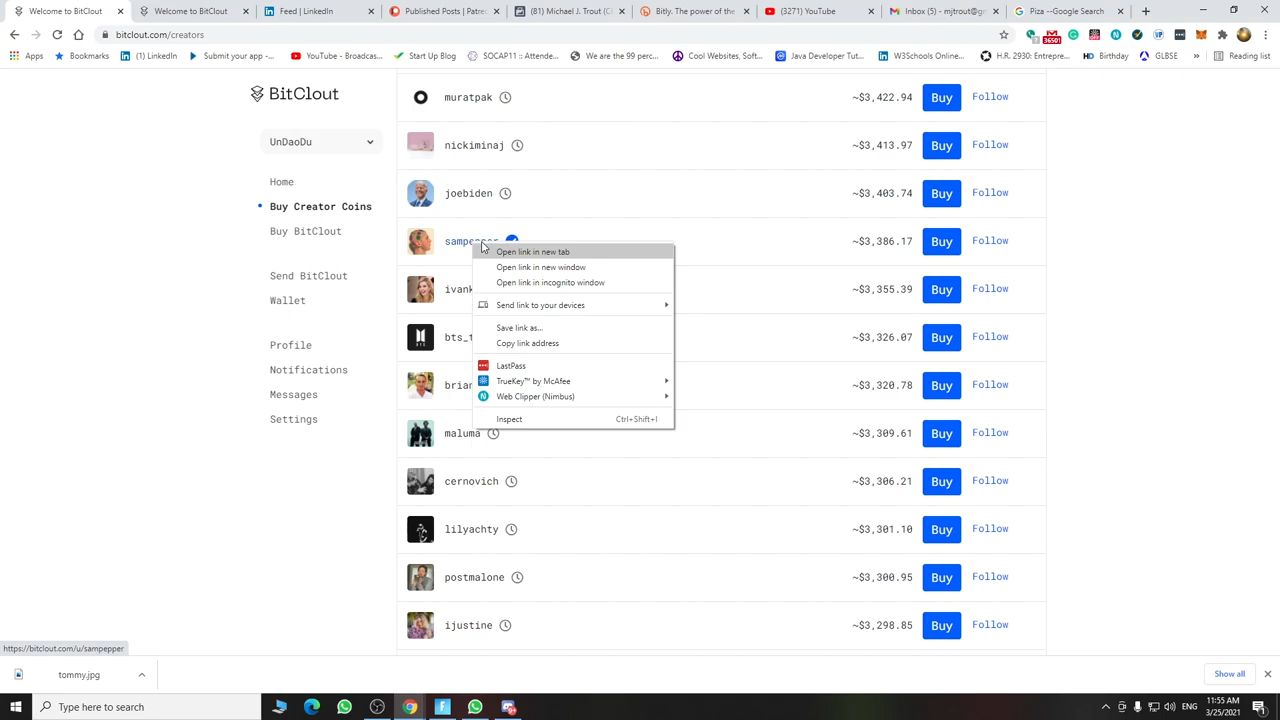 Welcome to BitClout
Welcome to BitClout
Feed LinkedIn
Published Posts | Creator Cente
(81) Michael J. Trout (@
Bitly. The power of the
(3271) YouTube
Inbox (5) - mjtrout@gm
Piza --Google Search
bitclout.com/creators
36501
Apps
Bookmarks
(1) LinkedIn
Submit your app -...
YouTube - Broadcas...
Start Up Blog
SOCAP11 :: Attende...
We are the 99 perc...
Cool Websites, Soft...
Java Developer Tut...
W3Schools Online...
H.R. 2930: Entrepre...
Birthday
GLBSE
»
Reading list
BitClout
UnDaoDu
Home
Buy Creator Coins
Buy BitClout
Send BitClout
Wallet
Profile
Notifications
Messages
Settings
muratpak ~$3,422.94 Buy Follow
nickiminaj ~$3,413.97 Buy Follow
joebiden ~$3,403.74 Buy Follow
sampepper ~$3,386.17 Buy Follow
ivank ~$3,355.39 Buy Follow
BTS bts_t ~$3,326.07 Buy Follow
brian ~$3,320.78 Buy Follow
maluma ~$3,309.61 Buy Follow
cernovich ~$3,306.21 Buy Follow
lilyachty ~$3,301.10 Buy Follow
postmalone ~$3,300.95 Buy Follow
ijustine ~$3,298.85 Buy Follow
Open link in new tab
Open link in new window
Open link in incognito window
Send link to your devices
Save link as...
Copy link address
LastPass
TrueKey™ by McAfee
Web Clipper (Nimbus)
Inspect Ctrl+Shift+I
https://bitclout.com/u/sampepper
tommy.jpg
Show all
Type here to search
11:55 AM
3/25/2021